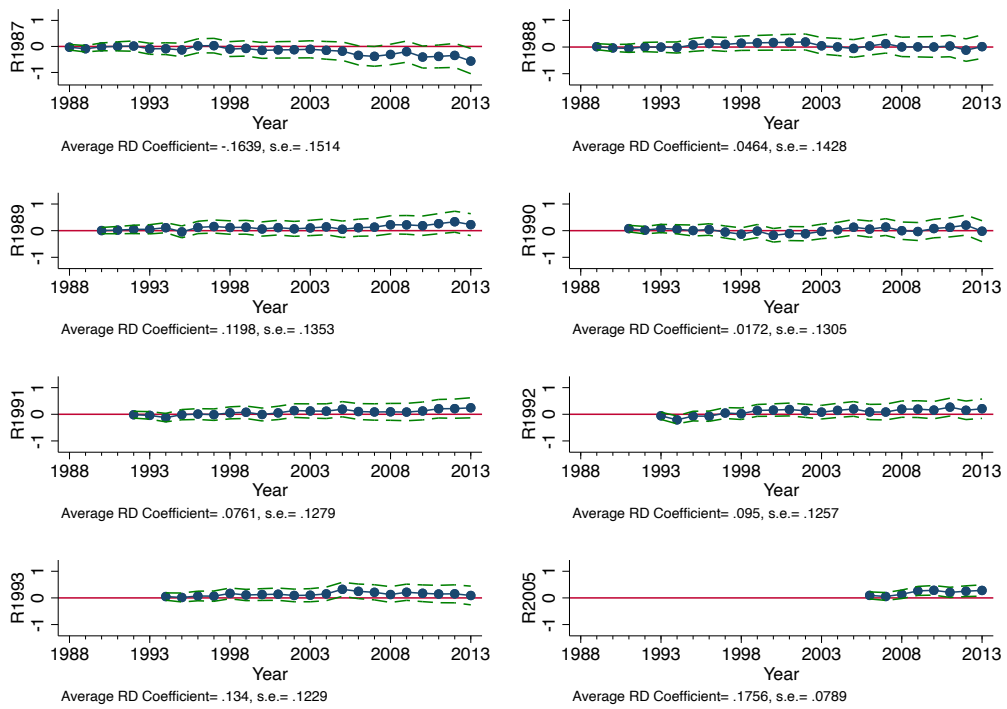 R1987
1
0
-1
1988 1993 1998 2003 2008 2013
Year
Average RD Coefficient= -.1639, s.e.= .1514
R1988
1
0
-1
1988 1993 1998 2003 2008 2013
Year
Average RD Coefficient= .0464, s.e.= .1428
R1989
1
0
-1
1988 1993 1998 2003 2008 2013
Year
Average RD Coefficient= .1198, s.e.= .1353
R1990
1
0
-1
1988 1993 1998 2003 2008 2013
Year
Average RD Coefficient= .0172, s.e.= .1305
R1991
1
0
-1
1988 1993 1998 2003 2008 2013
Year
Average RD Coefficient= .0761, s.e.= .1279
R1992
1
0
-1
1988 1993 1998 2003 2008 2013
Year
Average RD Coefficient= .095, s.e.= .1257
R1993
1
0
-1
1988 1993 1998 2003 2008 2013
Year
Average RD Coefficient= .134, s.e.= .1229
R2005
1
0
-1
1988 1993 1998 2003 2008 2013
Year
Average RD Coefficient= .1756, s.e.= .0789